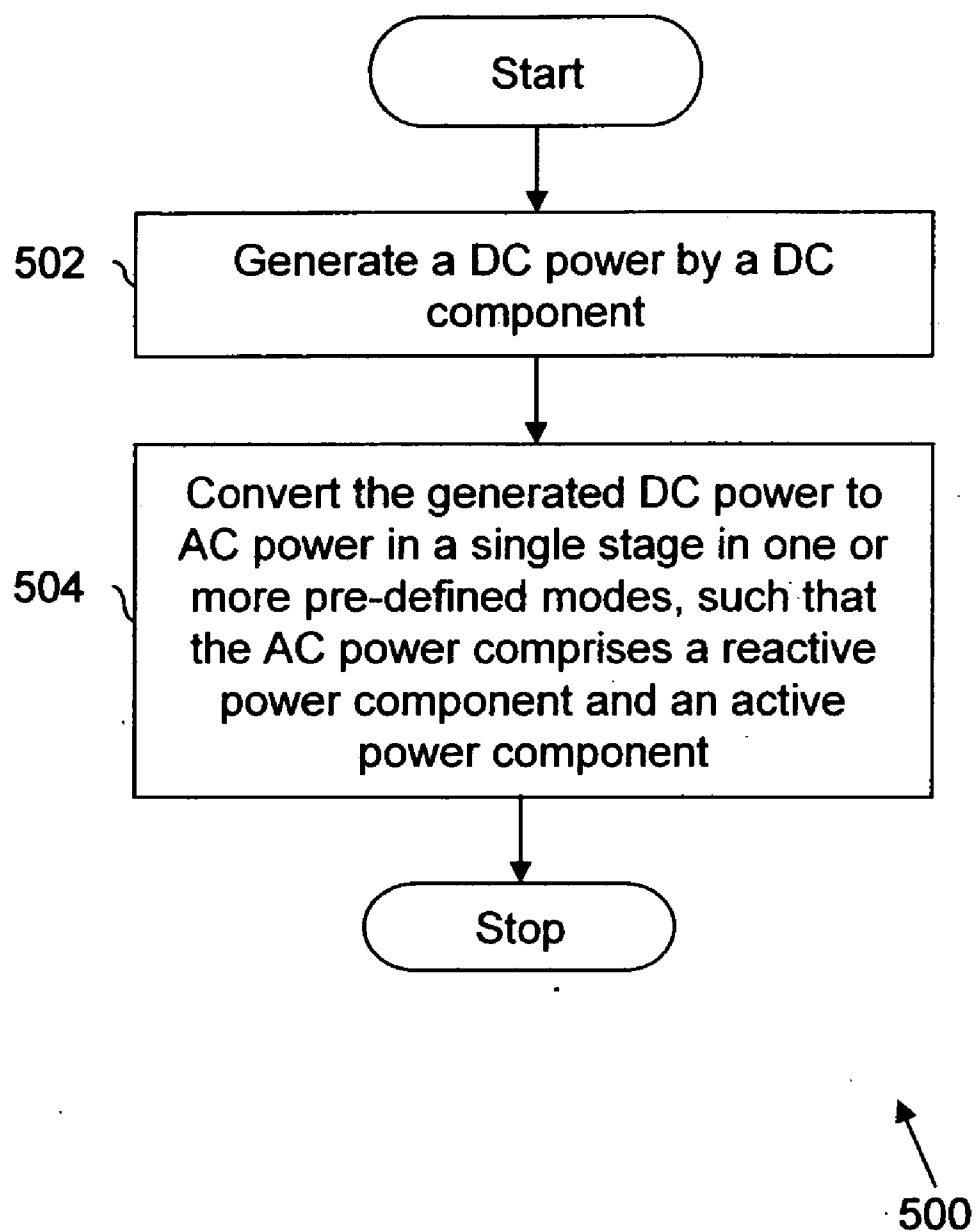 Start
502
Generate a DC power by a DC
component
504
Convert the generated DC power to
AC power in a single stage in one or
more pre-defined modes, such that
the AC power comprises a reactive
power component and an active
power component
Stop
500